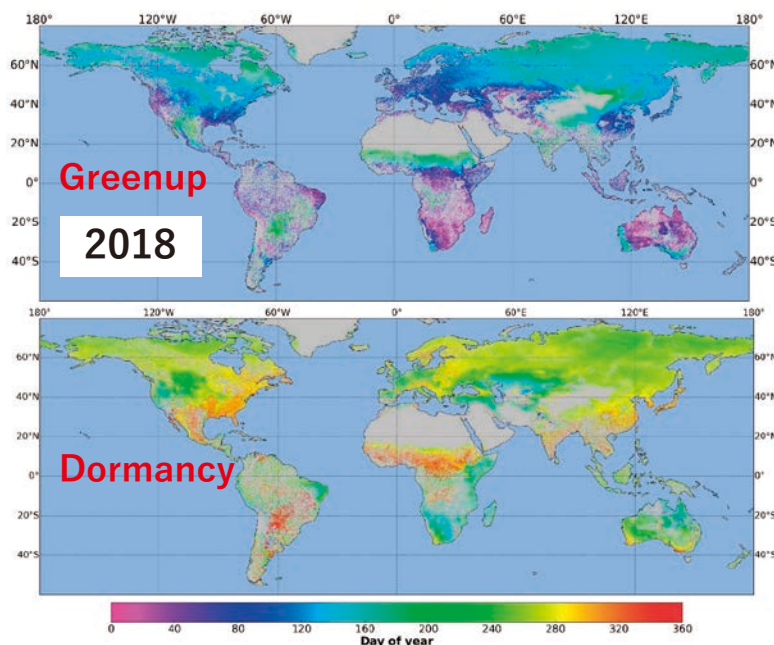 180° 120°W 60°W 0° 60°E 120°E 180°
60°N 60°N
40°N 40°N
20°N 20°N
Greenup
0° 0°
2018
20°S 20°S
40°S 40°S
180° 120°W 60°W 0° 60°E 120°E 180°
60°N 60°N
40°N 40°N
20°N 20°N
Dormancy
0° 0°
20°S 20°S
40°S 40°S
0 40 80 120 160 200 240 280 320 360
Day of year